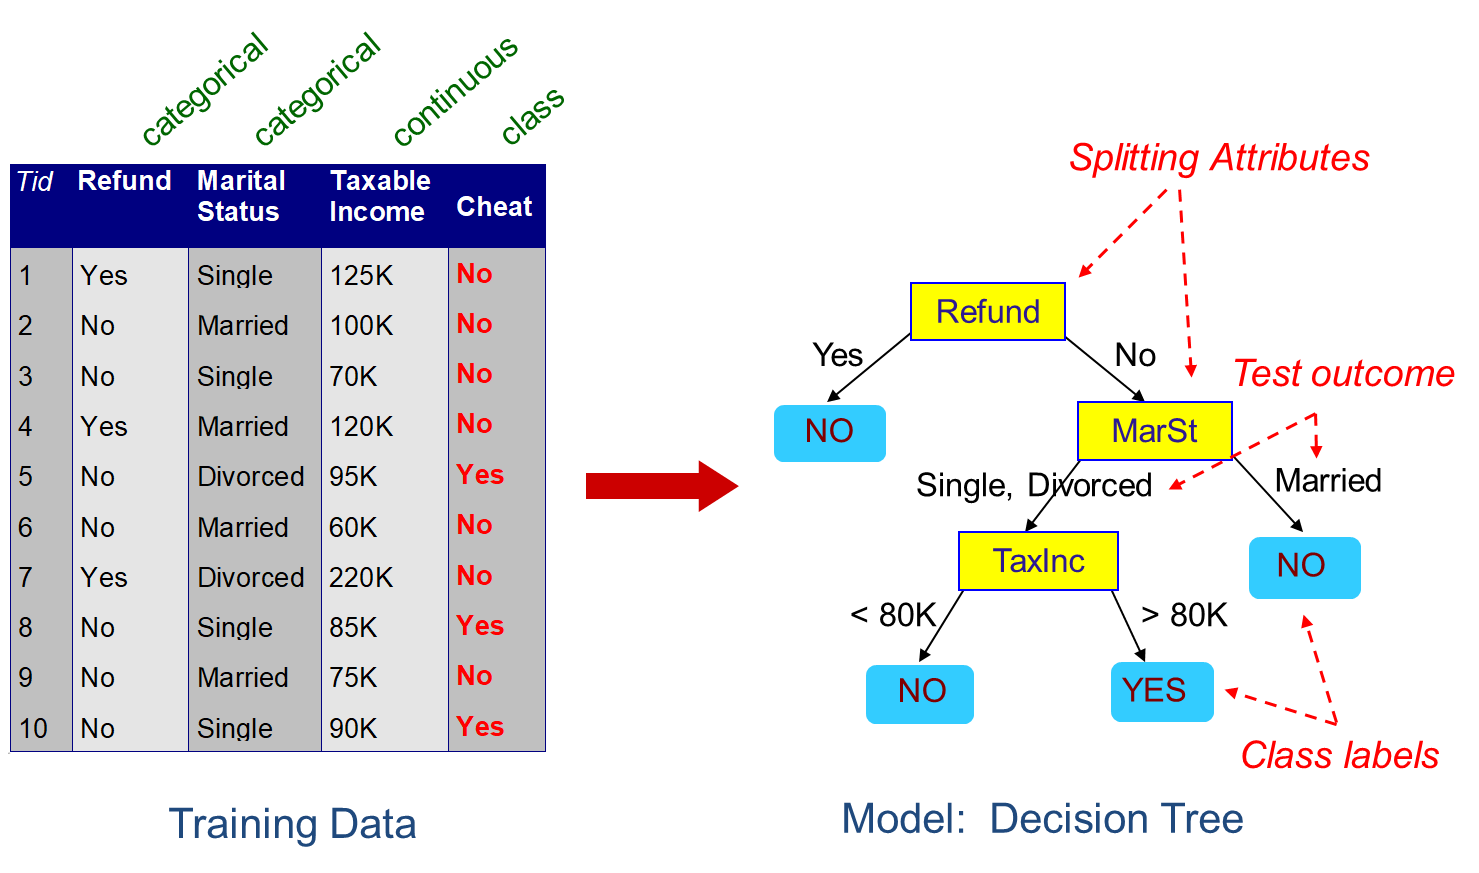 categorical
categorical
continuous
class
Tid Refund Marital Status Taxable Income Cheat
1 Yes Single 125K No
2 No Married 100K No
3 No Single 70K No
4 Yes Married 120K No
5 No Divorced 95K Yes
6 No Married 60K No
7 Yes Divorced 220K No
8 No Single 85K Yes
9 No Married 75K No
10 No Single 90K Yes
Training Data
Splitting Attributes
Refund
Yes
No
Test outcome
NO
MarSt
Single, Divorced
Married
TaxInc
NO
< 80K
> 80K
NO
YES
Class labels
Model: Decision Tree